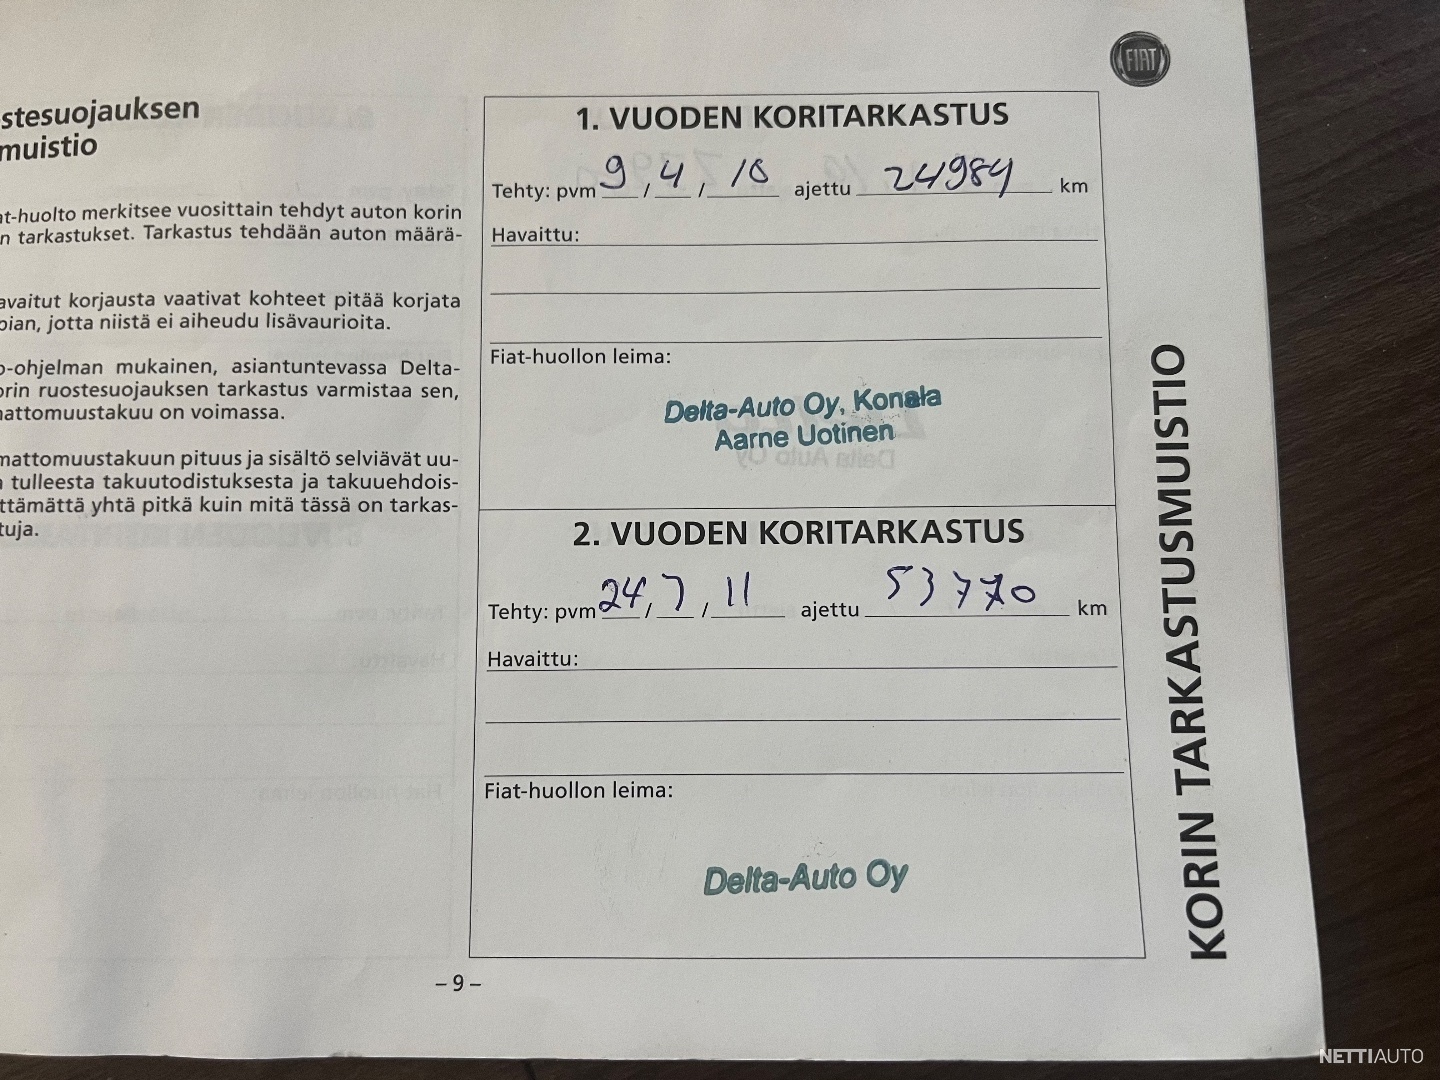 FIAT
stesuojauksen
muistio
at-huolto merkitsee vuosittain tehdyt auton korin
n tarkastukset. Tarkastus tehdään auton määrä-
avaitut korjausta vaativat kohteet pitää korjata
pian, jotta niistä ei aiheudu lisävaurioita.
o-ohjelman mukainen, asiantuntevassa Delta-
orin ruostesuojauksen tarkastus varmistaa sen,
mattomuustakuu on voimassa.
mattomuustakuun pituus ja sisältö selviävät uu-
n tulleesta takuutodistuksesta ja takuuehdois-
ttämättä yhtä pitkä kuin mitä tässä on tarkas-
tuja.
1. VUODEN KORITARKASTUS
Tehty: pvm 9 / 4 / 10 ajettu 24984 km
Havaittu:
Fiat-huollon leima:
Delta-Auto Oy, Konala
Aarne Uotinen
2. VUODEN KORITARKASTUS
Tehty: pvm 24 / 7 / 11 ajettu 53770 km
Havaittu:
Fiat-huollon leima:
Delta-Auto Oy
– 9 –
KORIN TARKASTUSMUISTIO
NETTIAUTO